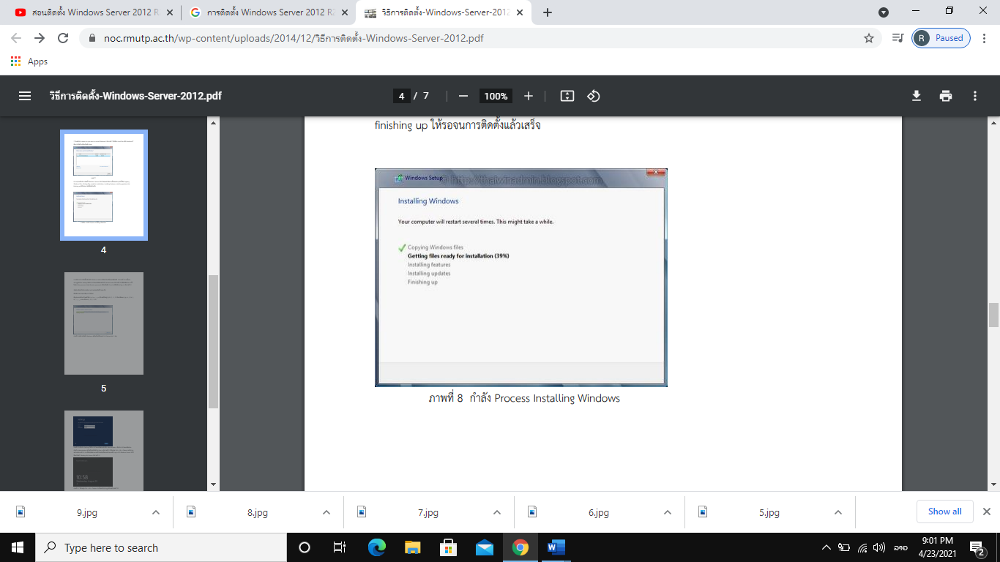 สอนติดตั้ง Windows Server 2012 R
การติดตั้ง Windows Server 2012 R2
วิธีการติดตั้ง-Windows-Server-2012
noc.rmutp.ac.th/wp-content/uploads/2014/12/วิธีการติดตั้ง-Windows-Server-2012.pdf
R Paused
Apps
วิธีการติดตั้ง-Windows-Server-2012.pdf
4 / 7
100%
finishing up ให้รอจนการติดตั้งแล้วเสร็จ
Windows Setup
© http://thaiwinadmin.blogspot.com
Installing Windows
Your computer will restart several times. This might take a while.
Copying Windows files
Getting files ready for installation (39%)
Installing features
Installing updates
Finishing up
ภาพที่ 8 กำลัง Process Installing Windows
4
5
10:58
9.jpg
8.jpg
7.jpg
6.jpg
5.jpg
Show all
Type here to search
ລາວ
9:01 PM
4/23/2021
2